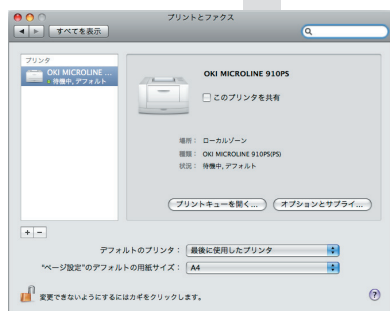 プリントとファクス
すべてを表示
プリンタ
OKI MICROLINE ...
待機中, デフォルト
OKI MICROLINE 910PS
このプリンタを共有
場所： ローカルゾーン
種類： OKI MICROLINE 910PS(PS)
状況： 待機中, デフォルト
プリントキューを開く... オプションとサプライ...
+ −
デフォルトのプリンタ： 最後に使用したプリンタ
"ページ設定"のデフォルトの用紙サイズ： A4
変更できないようにするにはカギをクリックします。
?